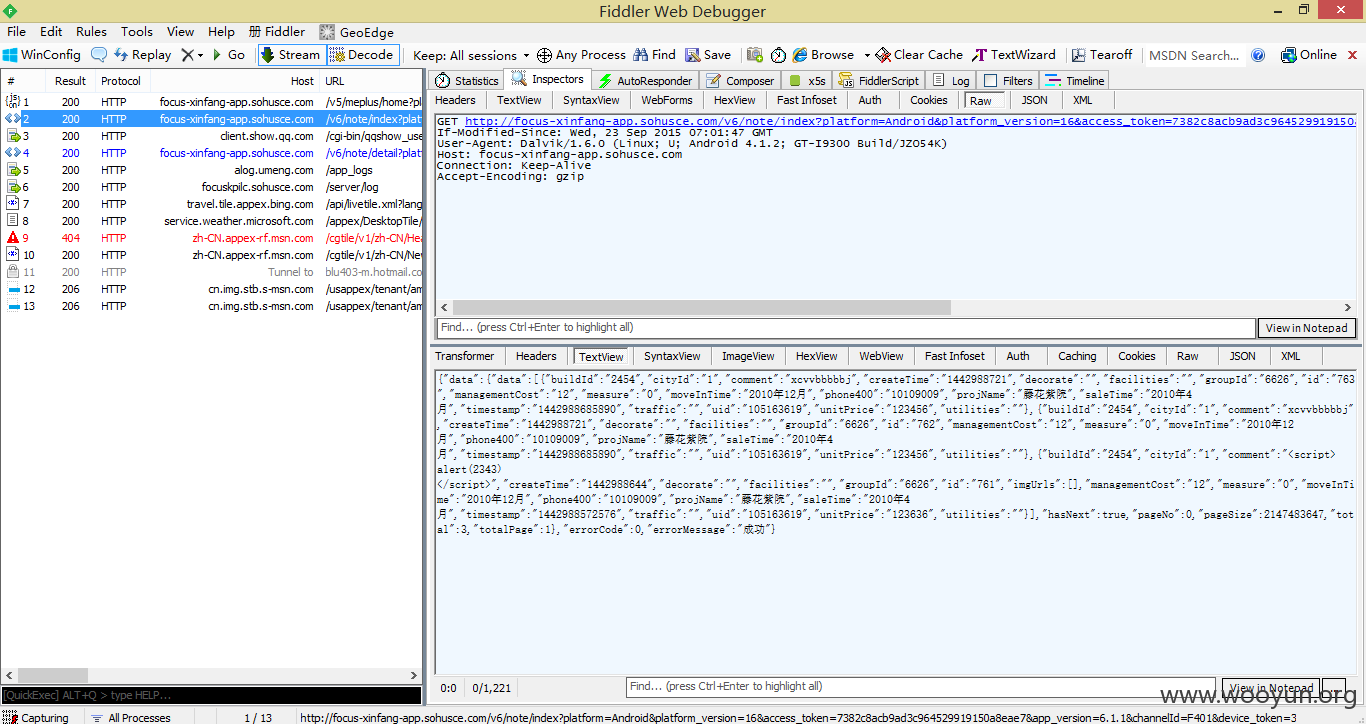 Fiddler Web Debugger
File Edit Rules Tools View Help Fiddler GeoEdge
WinConfig Replay Go Stream Decode Keep: All sessions Any Process Find Save Browse Clear Cache TextWizard Tearoff MSDN Search... Online
# Result Protocol Host URL
1 200 HTTP focus-xinfang-app.sohusce.com /v5/meplus/home?pl
2 200 HTTP focus-xinfang-app.sohusce.com /v6/note/index?platf
3 200 HTTP client.show.qq.com /cgi-bin/qqshow_use
4 200 HTTP focus-xinfang-app.sohusce.com /v6/note/detail?platf
5 200 HTTP alog.umeng.com /app_logs
6 200 HTTP focuskpilc.sohusce.com /server/log
7 200 HTTP travel.tile.appex.bing.com /api/livetile.xml?lang
8 200 HTTP service.weather.microsoft.com /appex/DesktopTile/
9 404 HTTP zh-CN.appex-rf.msn.com /cgtile/v1/zh-CN/Hea
10 200 HTTP zh-CN.appex-rf.msn.com /cgtile/v1/zh-CN/Nev
11 200 HTTP Tunnel to blu403-m.hotmail.co
12 206 HTTP cn.img.stb.s-msn.com /usappex/tenant/am
13 206 HTTP cn.img.stb.s-msn.com /usappex/tenant/am
[QuickExec] ALT+Q > type HELP...
Statistics Inspectors AutoResponder Composer x5s FiddlerScript Log Filters Timeline
Headers TextView SyntaxView WebForms HexView Fast Infoset Auth Cookies Raw JSON XML
GET http://focus-xinfang-app.sohusce.com/v6/note/index?platform=Android&platform_version=16&access_token=7382c8acb9ad3c964529919150a
If-Modified-Since: Wed, 23 Sep 2015 07:01:47 GMT
User-Agent: Dalvik/1.6.0 (Linux; U; Android 4.1.2; GT-I9300 Build/JZO54K)
Host: focus-xinfang-app.sohusce.com
Connection: Keep-Alive
Accept-Encoding: gzip
Find... (press Ctrl+Enter to highlight all) View in Notepad
Transformer Headers TextView SyntaxView ImageView HexView WebView Fast Infoset Auth Caching Cookies Raw JSON XML
{"data":{"data":[{"buildId":"2454","cityId":"1","comment":"xcvvbbbbbj","createTime":"1442988721","decorate":"","facilities":"","groupId":"6626","id":"763
","managementCost":"12","measure":"0","moveInTime":"2010年12月","phone400":"10109009","projName":"藤花紫院","saleTime":"2010年4
月","timestamp":"1442988685890","traffic":"","uid":"105163619","unitPrice":"123456","utilities":""},{"buildId":"2454","cityId":"1","comment":"xcvvbbbbbj"
,"createTime":"1442988721","decorate":"","facilities":"","groupId":"6626","id":"762","managementCost":"12","measure":"0","moveInTime":"2010年12
月","phone400":"10109009","projName":"藤花紫院","saleTime":"2010年4
月","timestamp":"1442988685890","traffic":"","uid":"105163619","unitPrice":"123456","utilities":""},{"buildId":"2454","cityId":"1","comment":"<script>
alert(2343)
</script>","createTime":"1442988644","decorate":"","facilities":"","groupId":"6626","id":"761","imgUrls":[],"managementCost":"12","measure":"0","moveInTi
me":"2010年12月","phone400":"10109009","projName":"藤花紫院","saleTime":"2010年4
月","timestamp":"1442988572576","traffic":"","uid":"105163619","unitPrice":"123636","utilities":""}],"hasNext":true,"pageNo":0,"pageSize":2147483647,"tot
al":3,"totalPage":1},"errorCode":0,"errorMessage":"成功"}
0:0 0/1,221 Find... (press Ctrl+Enter to highlight all) View in Notepad
www.wooyun.org
Capturing All Processes 1 / 13 http://focus-xinfang-app.sohusce.com/v6/note/index?platform=Android&platform_version=16&access_token=7382c8acb9ad3c964529919150a8eae7&app_version=6.1.1&channelId=F401&device_token=3